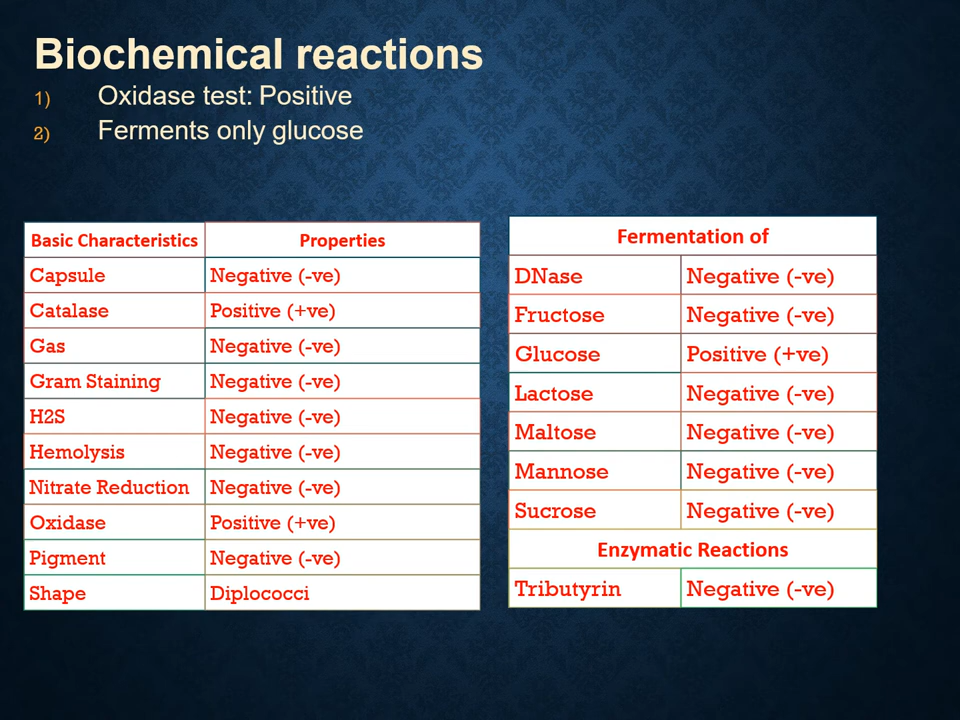 Biochemical reactions
1) Oxidase test: Positive
2) Ferments only glucose
Basic Characteristics Properties
Capsule Negative (-ve)
Catalase Positive (+ve)
Gas Negative (-ve)
Gram Staining Negative (-ve)
H2S Negative (-ve)
Hemolysis Negative (-ve)
Nitrate Reduction Negative (-ve)
Oxidase Positive (+ve)
Pigment Negative (-ve)
Shape Diplococci
Fermentation of
DNase Negative (-ve)
Fructose Negative (-ve)
Glucose Positive (+ve)
Lactose Negative (-ve)
Maltose Negative (-ve)
Mannose Negative (-ve)
Sucrose Negative (-ve)
Enzymatic Reactions
Tributyrin Negative (-ve)